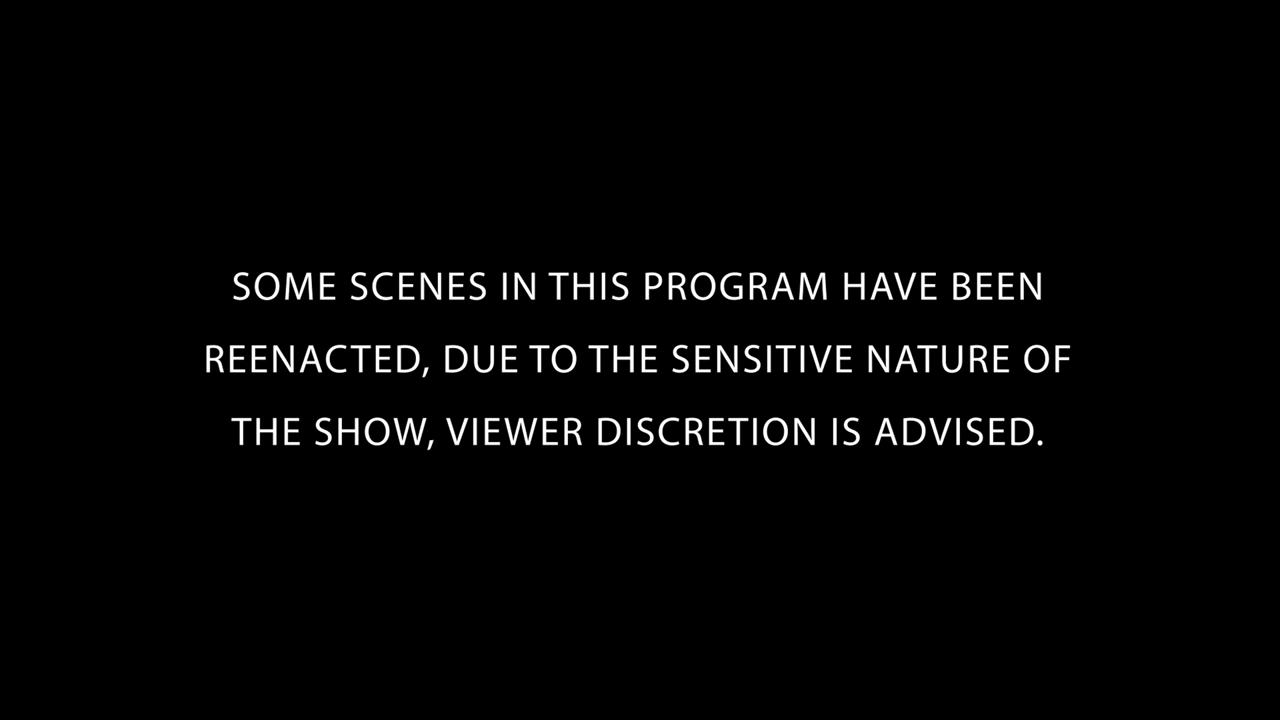 SOME SCENES IN THIS PROGRAM HAVE BEEN
REENACTED, DUE TO THE SENSITIVE NATURE OF
THE SHOW, VIEWER DISCRETION IS ADVISED.